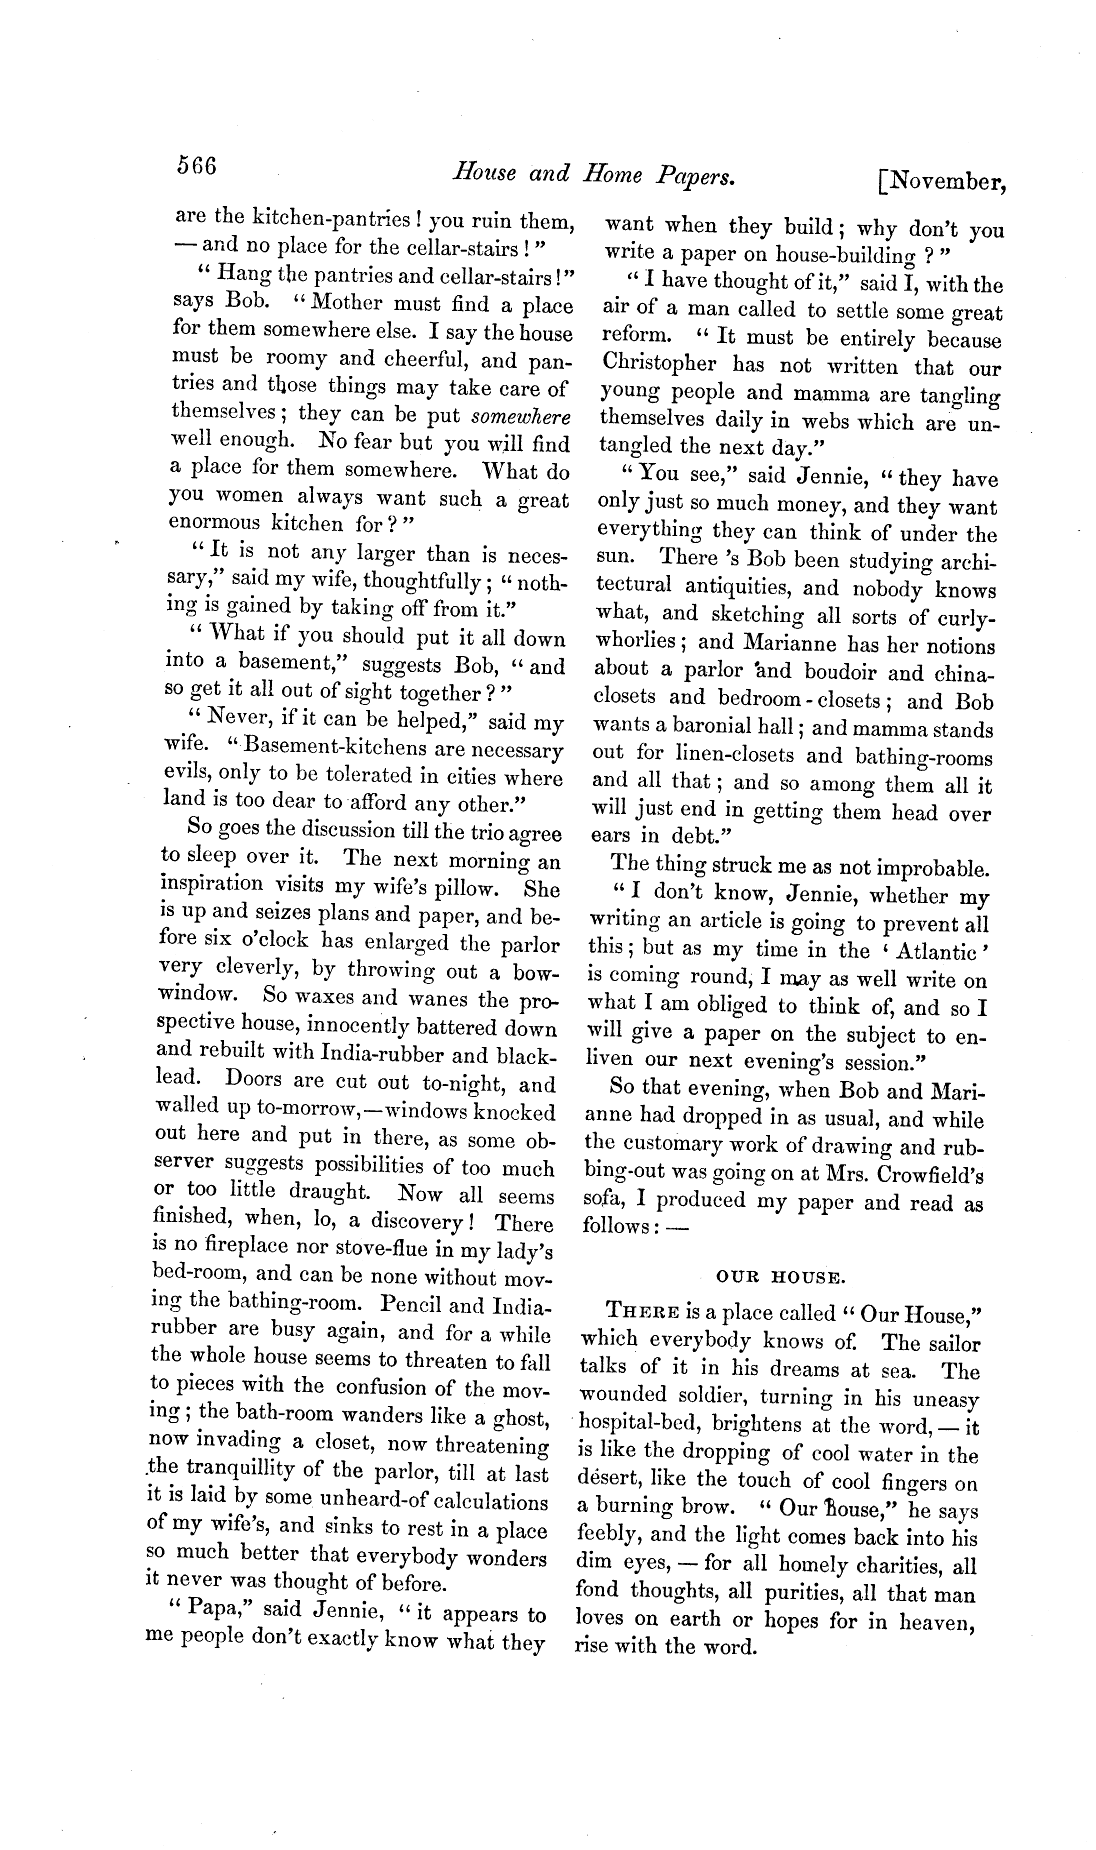 566
House and Home Papers.
[November,
are the kitchen-pantries! you ruin them,
— and no place for the cellar-stairs!"
"Hang the pantries and cellar-stairs!"
says Bob. "Mother must find a place
for them somewhere else. I say the house
must be roomy and cheerful, and pan-
tries and those things may take care of
themselves; they can be put somewhere
well enough. No fear but you will find
a place for them somewhere. What do
you women always want such a great
enormous kitchen for?"
"It is not any larger than is neces-
sary," said my wife, thoughtfully; "noth-
ing is gained by taking off from it."
"What if you should put it all down
into a basement," suggests Bob, "and
so get it all out of sight together?"
"Never, if it can be helped," said my
wife. "Basement-kitchens are necessary
evils, only to be tolerated in cities where
land is too dear to afford any other."
So goes the discussion till the trio agree
to sleep over it. The next morning an
inspiration visits my wife's pillow. She
is up and seizes plans and paper, and be-
fore six o'clock has enlarged the parlor
very cleverly, by throwing out a bow-
window. So waxes and wanes the pro-
spective house, innocently battered down
and rebuilt with India-rubber and black-
lead. Doors are cut out to-night, and
walled up to-morrow,—windows knocked
out here and put in there, as some ob-
server suggests possibilities of too much
or too little draught. Now all seems
finished, when, lo, a discovery! There
is no fireplace nor stove-flue in my lady's
bed-room, and can be none without mov-
ing the bathing-room. Pencil and India-
rubber are busy again, and for a while
the whole house seems to threaten to fall
to pieces with the confusion of the mov-
ing; the bath-room wanders like a ghost,
now invading a closet, now threatening
the tranquillity of the parlor, till at last
it is laid by some unheard-of calculations
of my wife's, and sinks to rest in a place
so much better that everybody wonders
it never was thought of before.
"Papa," said Jennie, "it appears to
me people don't exactly know what they
want when they build; why don't you
write a paper on house-building?"
"I have thought of it," said I, with the
air of a man called to settle some great
reform. "It must be entirely because
Christopher has not written that our
young people and mamma are tangling
themselves daily in webs which are un-
tangled the next day."
"You see," said Jennie, "they have
only just so much money, and they want
everything they can think of under the
sun. There 's Bob been studying archi-
tectural antiquities, and nobody knows
what, and sketching all sorts of curly-
whorlies; and Marianne has her notions
about a parlor and boudoir and china-
closets and bedroom-closets; and Bob
wants a baronial hall; and mamma stands
out for linen-closets and bathing-rooms
and all that; and so among them all it
will just end in getting them head over
ears in debt."
The thing struck me as not improbable.
"I don't know, Jennie, whether my
writing an article is going to prevent all
this; but as my time in the 'Atlantic'
is coming round, I may as well write on
what I am obliged to think of, and so I
will give a paper on the subject to en-
liven our next evening's session."
So that evening, when Bob and Mari-
anne had dropped in as usual, and while
the customary work of drawing and rub-
bing-out was going on at Mrs. Crowfield's
sofa, I produced my paper and read as
follows: —
OUR HOUSE.
THERE is a place called "Our House,"
which everybody knows of. The sailor
talks of it in his dreams at sea. The
wounded soldier, turning in his uneasy
hospital-bed, brightens at the word, — it
is like the dropping of cool water in the
desert, like the touch of cool fingers on
a burning brow. "Our house," he says
feebly, and the light comes back into his
dim eyes, — for all homely charities, all
fond thoughts, all purities, all that man
loves on earth or hopes for in heaven,
rise with the word.